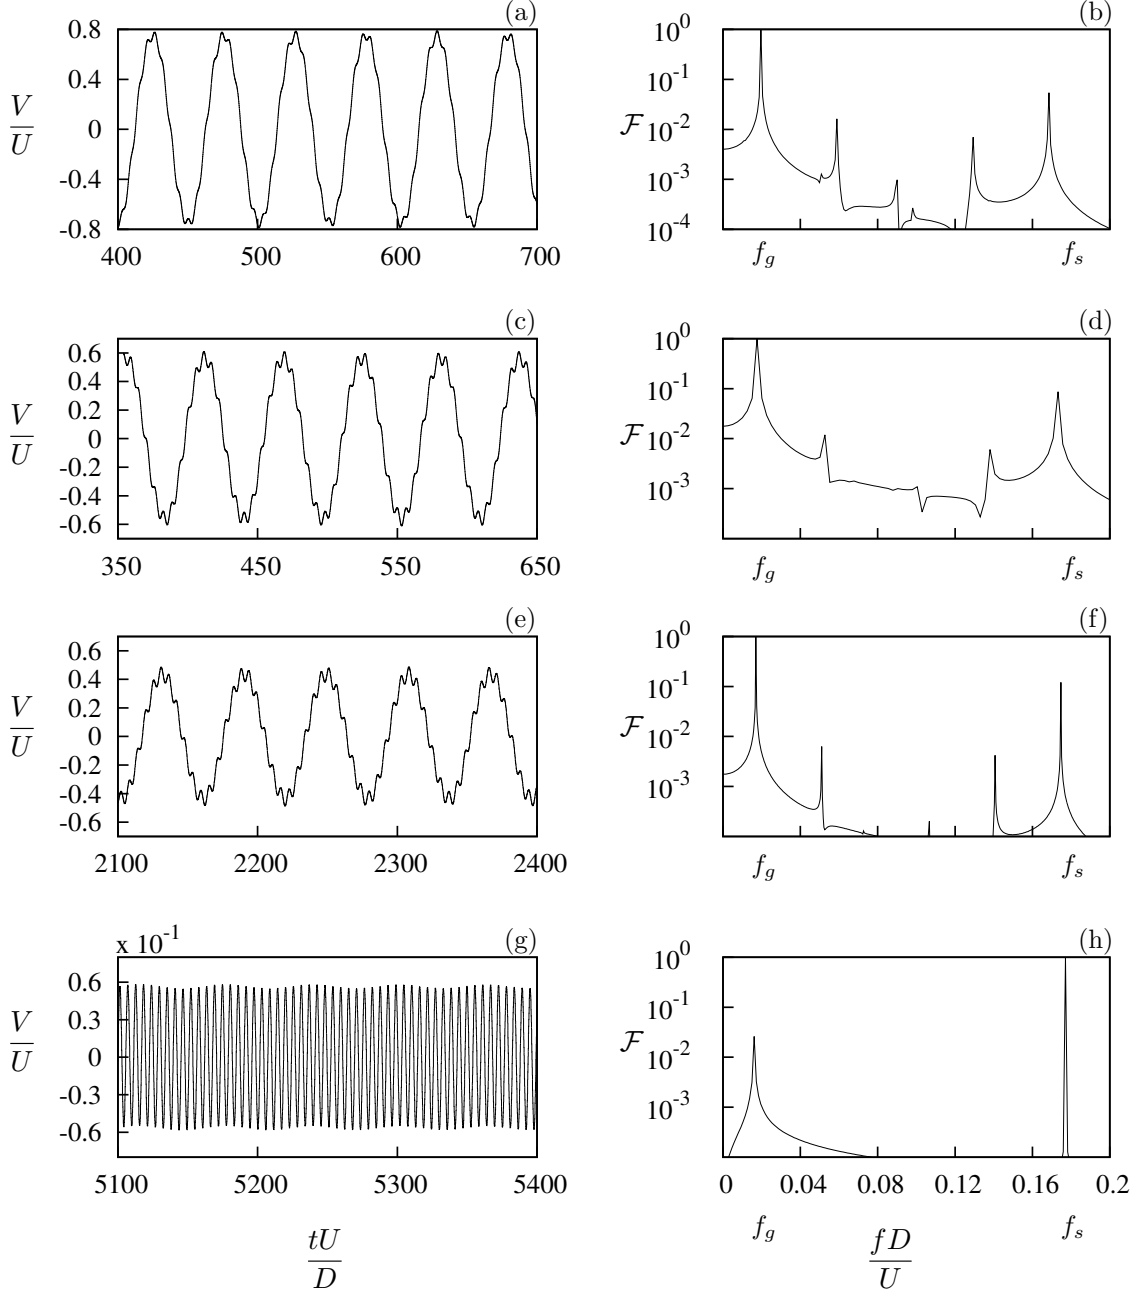 (a)
0.8
0.4
0
-0.4
-0.8
V
U
400 500 600 700
(b)
10^0
10^-1
F 10^-2
10^-3
10^-4
f_g f_s
(c)
0.6
0.4
0.2
0
-0.2
-0.4
-0.6
V
U
350 450 550 650
(d)
10^0
10^-1
F 10^-2
10^-3
f_g f_s
(e)
0.6
0.4
0.2
0
-0.2
-0.4
-0.6
V
U
2100 2200 2300 2400
(f)
10^0
10^-1
F 10^-2
10^-3
f_g f_s
x 10^-1
(g)
0.6
0.3
0
-0.3
-0.6
V
U
5100 5200 5300 5400
tU
D
(h)
10^0
10^-1
F 10^-2
10^-3
0 0.04 0.08 0.12 0.16 0.2
f_g f_s
fD
U